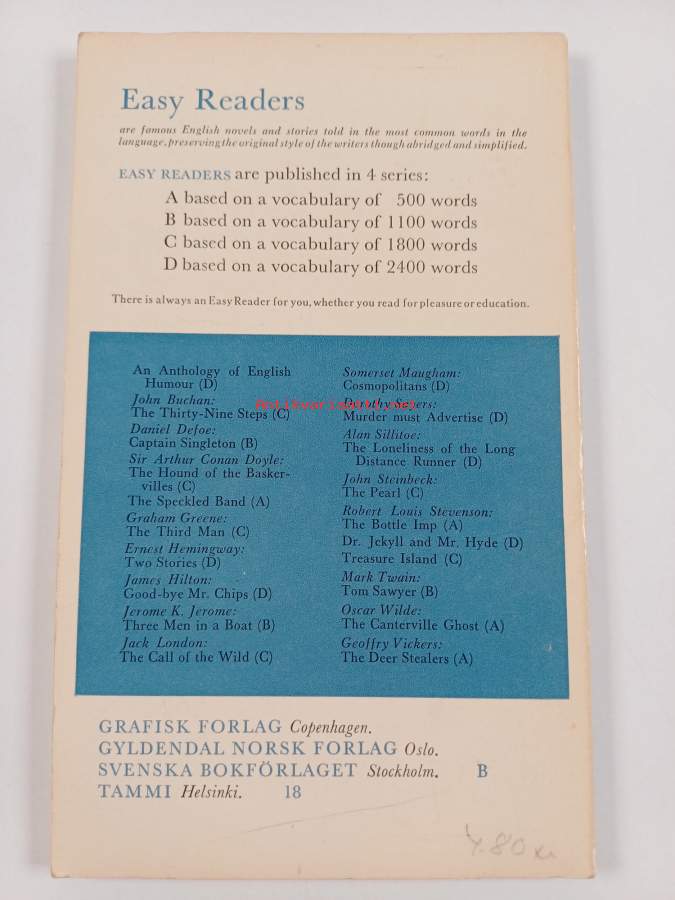 Easy Readers
are famous English novels and stories told in the most common words in the
language, preserving the original style of the writers though abridged and simplified.
EASY READERS are published in 4 series:
A based on a vocabulary of 500 words
B based on a vocabulary of 1100 words
C based on a vocabulary of 1800 words
D based on a vocabulary of 2400 words
There is always an Easy Reader for you, whether you read for pleasure or education.
An Anthology of English
Humour (D)
John Buchan:
The Thirty-Nine Steps (C)
Daniel Defoe:
Captain Singleton (B)
Sir Arthur Conan Doyle:
The Hound of the Basker-
villes (C)
The Speckled Band (A)
Graham Greene:
The Third Man (C)
Ernest Hemingway:
Two Stories (D)
James Hilton:
Good-bye Mr. Chips (D)
Jerome K. Jerome:
Three Men in a Boat (B)
Jack London:
The Call of the Wild (C)
Somerset Maugham:
Cosmopolitans (D)
Dorothy Sayers:
Murder must Advertise (D)
Alan Sillitoe:
The Loneliness of the Long
Distance Runner (D)
John Steinbeck:
The Pearl (C)
Robert Louis Stevenson:
The Bottle Imp (A)
Dr. Jekyll and Mr. Hyde (D)
Treasure Island (C)
Mark Twain:
Tom Sawyer (B)
Oscar Wilde:
The Canterville Ghost (A)
Geoffry Vickers:
The Deer Stealers (A)
Antikvariaatti.net
GRAFISK FORLAG Copenhagen.
GYLDENDAL NORSK FORLAG Oslo.
SVENSKA BOKFÖRLAGET Stockholm. B
TAMMI Helsinki. 18
4.80